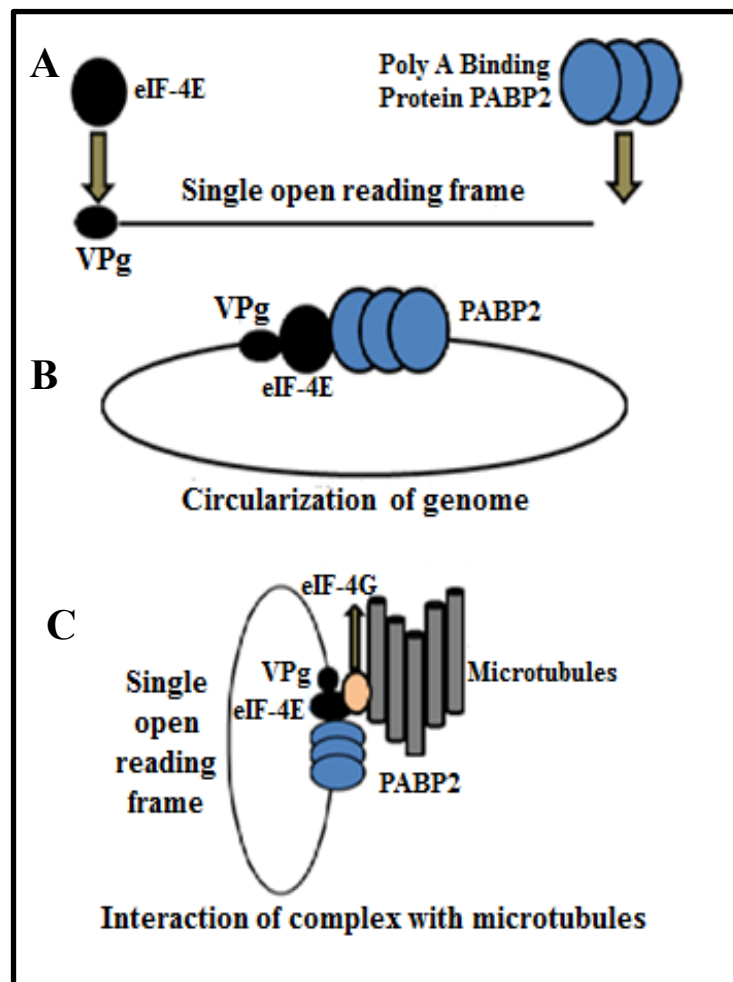 A
eIF-4E
Poly A Binding
Protein PABP2
Single open reading frame
VPg
B
VPg
PABP2
eIF-4E
Circularization of genome
C
eIF-4G
VPg
eIF-4E
Microtubules
Single
open
reading
frame
PABP2
Interaction of complex with microtubules